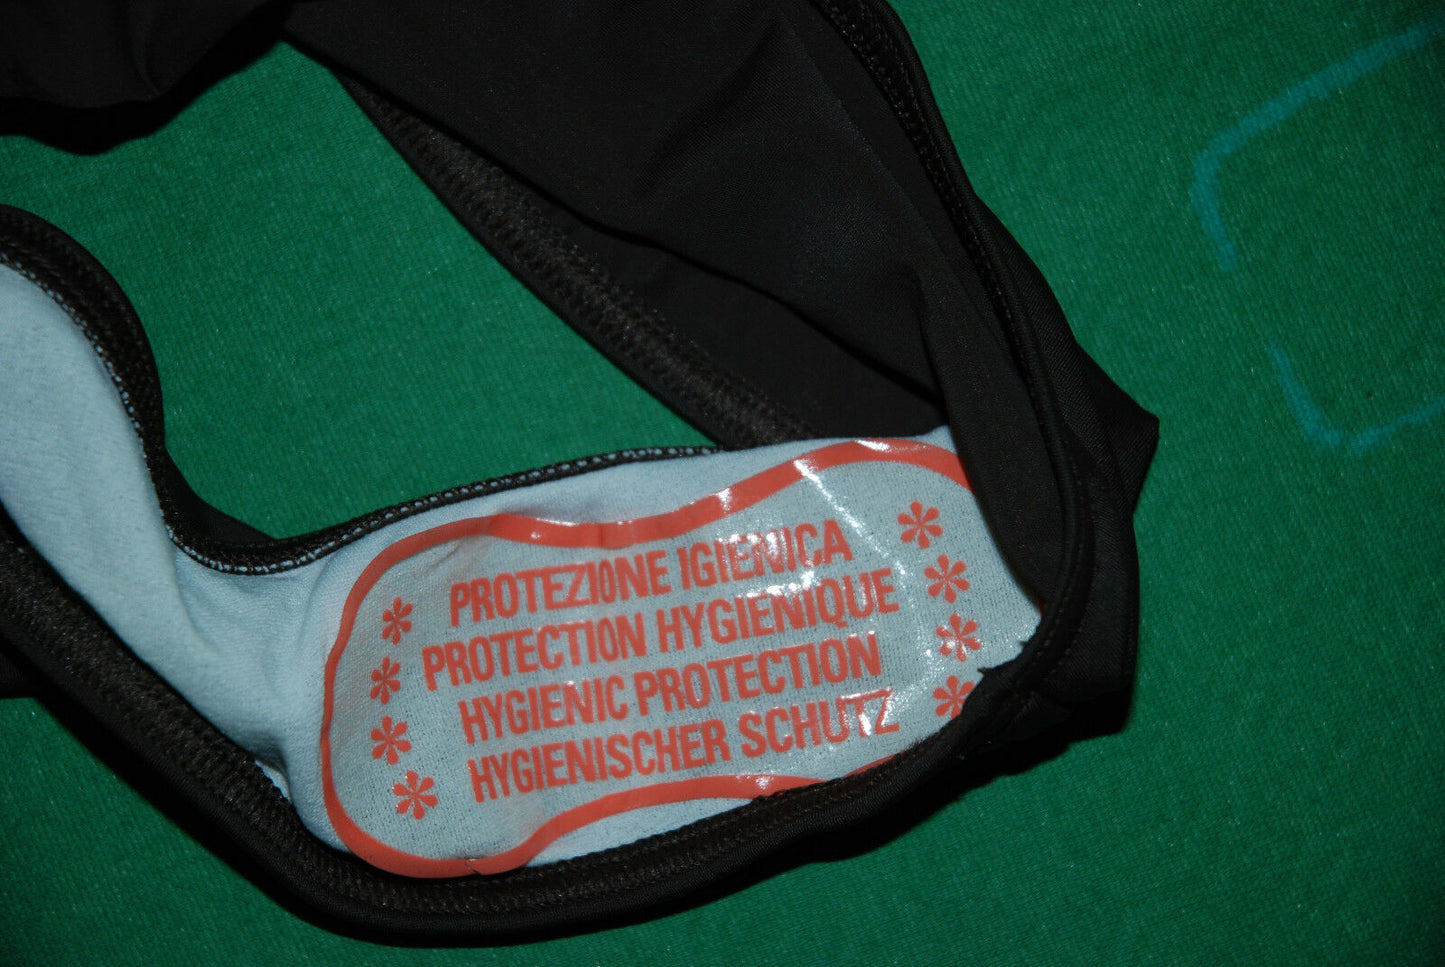 PROTEZIONE IGIENICA
PROTECTION HYGIENIQUE
HYGIENIC PROTECTION
HYGIENISCHER SCHUTZ